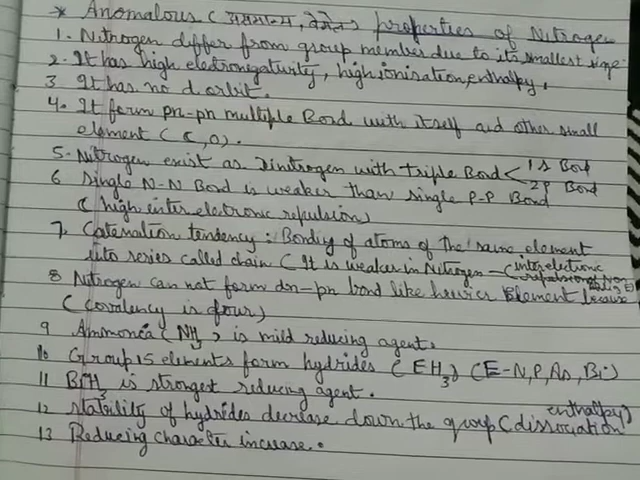 * Anomalous (असामान्य, बेमेल) properties of Nitrogen
1. Nitrogen differ from group member due to its smallest size
2. It has high electronegaturity, high ionisation, enthalpy,
3 It has no d orbit.
4. It form pπ-pπ multiple Bond with itself and other small
element (C, O).
5. Nitrogen exist as Dinitrogen with triple Bond < 1 s Bond
2 p Bond
6 Single N-N Bond is weaker than single P-P Bond
(high inter electronic repulsion)
7. Catenation tendency : Bondig of atoms of the same element
into series called chain (It is weaker in Nitrogen - (inter electronic
repulsion
8 Nitrogen can not form dπ-pπ bond like heavier Element because
(covalency is four)
9 Ammonea (NH3) is mild reducing agent.
10 Group 15 elements form hydrides (EH3) (E-N, P, As, Bi)
11 BiH3 is strongest reducing agent.
12 stability of hydrides decrease down the group (dissociation
enthalpy)
13 Reducing character increase.